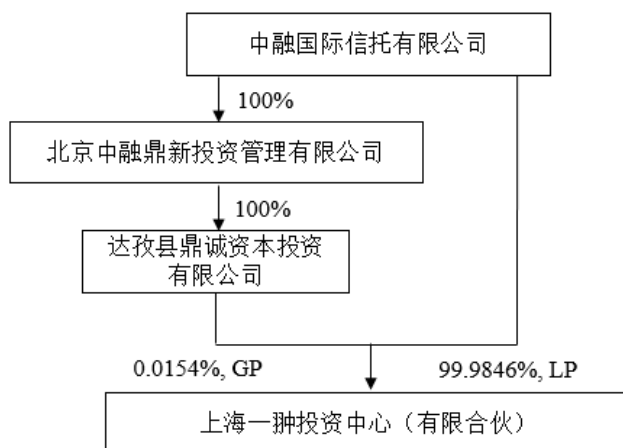 中融国际信托有限公司
100%
北京中融鼎新投资管理有限公司
100%
达孜县鼎诚资本投资
有限公司
0.0154%, GP
99.9846%, LP
上海一翀投资中心（有限合伙）